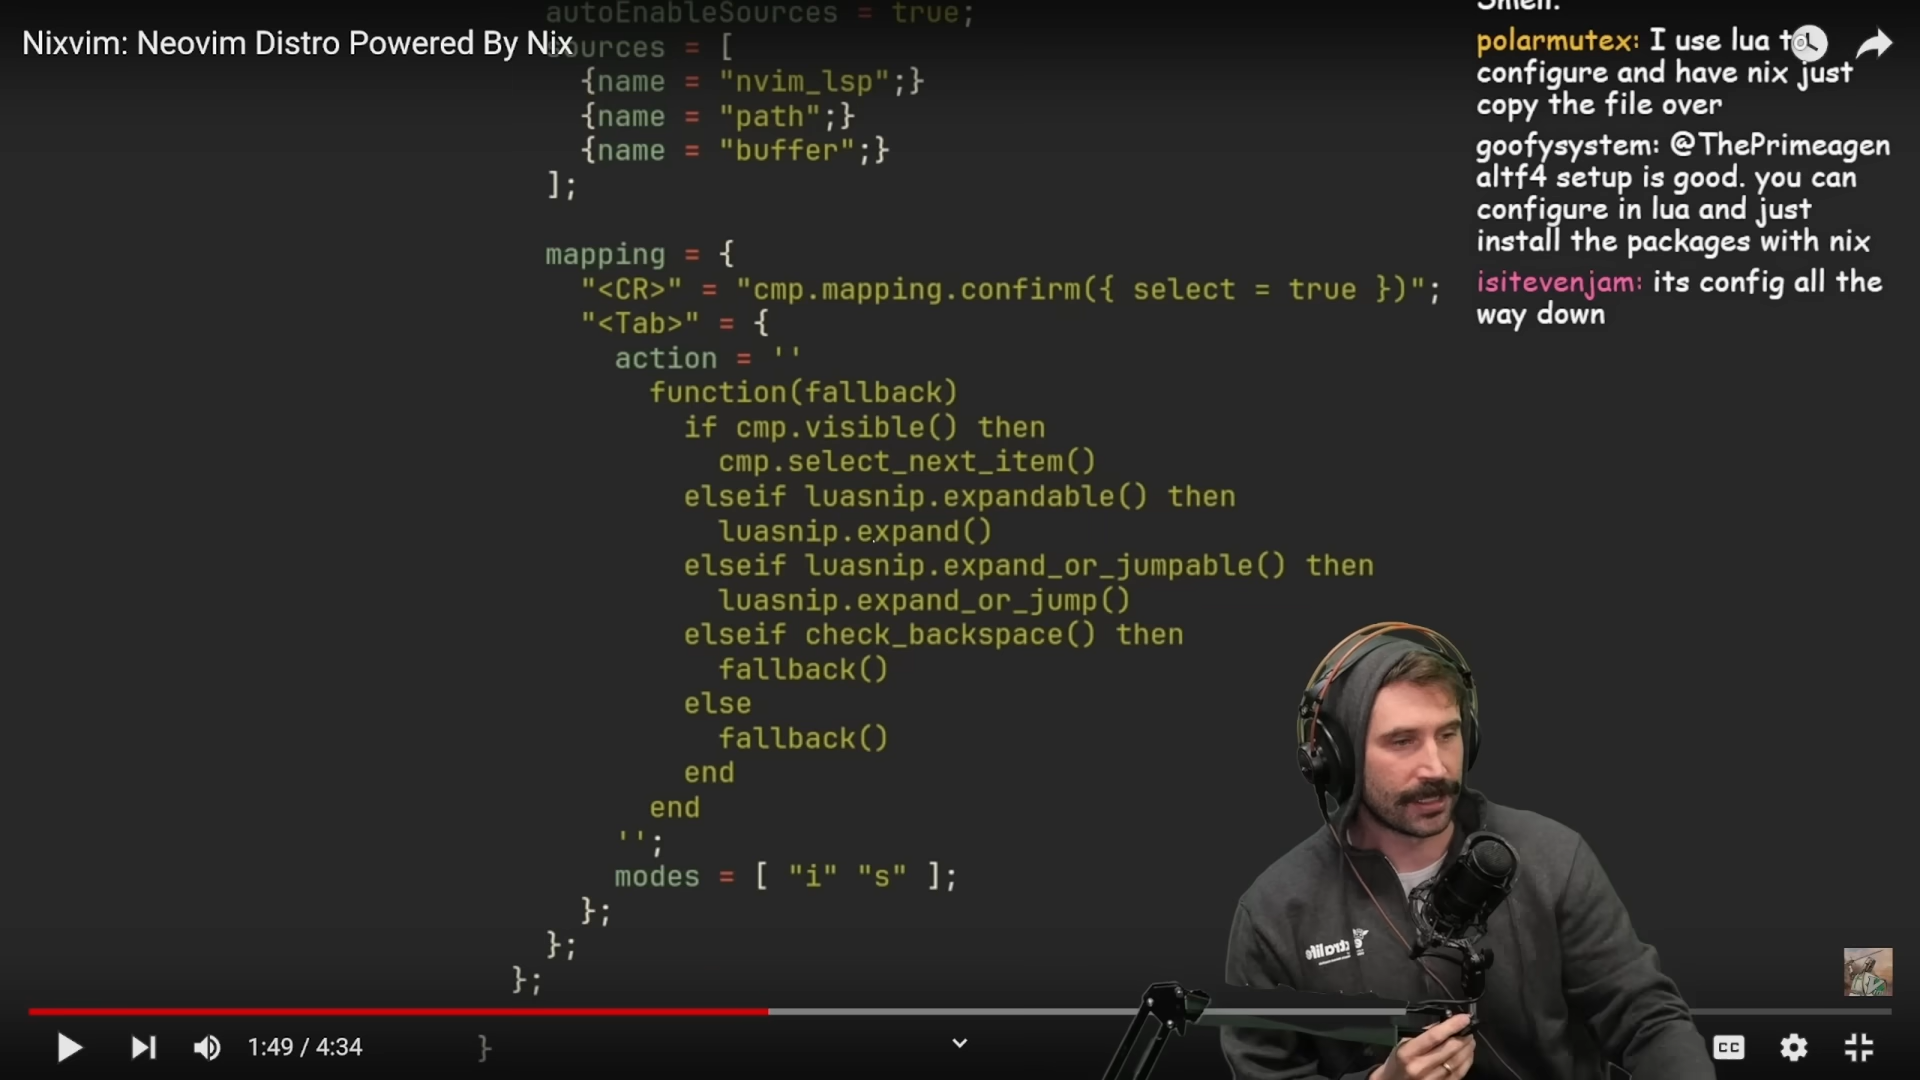 autoEnableSources = true;
Nixvim: Neovim Distro Powered By Nix
sources = [
{name = "nvim_lsp";}
{name = "path";}
{name = "buffer";}
];
mapping = {
"<CR>" = "cmp.mapping.confirm({ select = true })";
"<Tab>" = {
action = ''
function(fallback)
if cmp.visible() then
cmp.select_next_item()
elseif luasnip.expandable() then
luasnip.expand()
elseif luasnip.expand_or_jumpable() then
luasnip.expand_or_jump()
elseif check_backspace() then
fallback()
else
fallback()
end
end
'';
modes = [ "i" "s" ];
};
};
};
}
Smell.
polarmutex: I use lua to
configure and have nix just
copy the file over
goofysystem: @ThePrimeagen
altf4 setup is good. you can
configure in lua and just
install the packages with nix
isitevenjam: its config all the
way down
extralife
1:49 / 4:34
CC